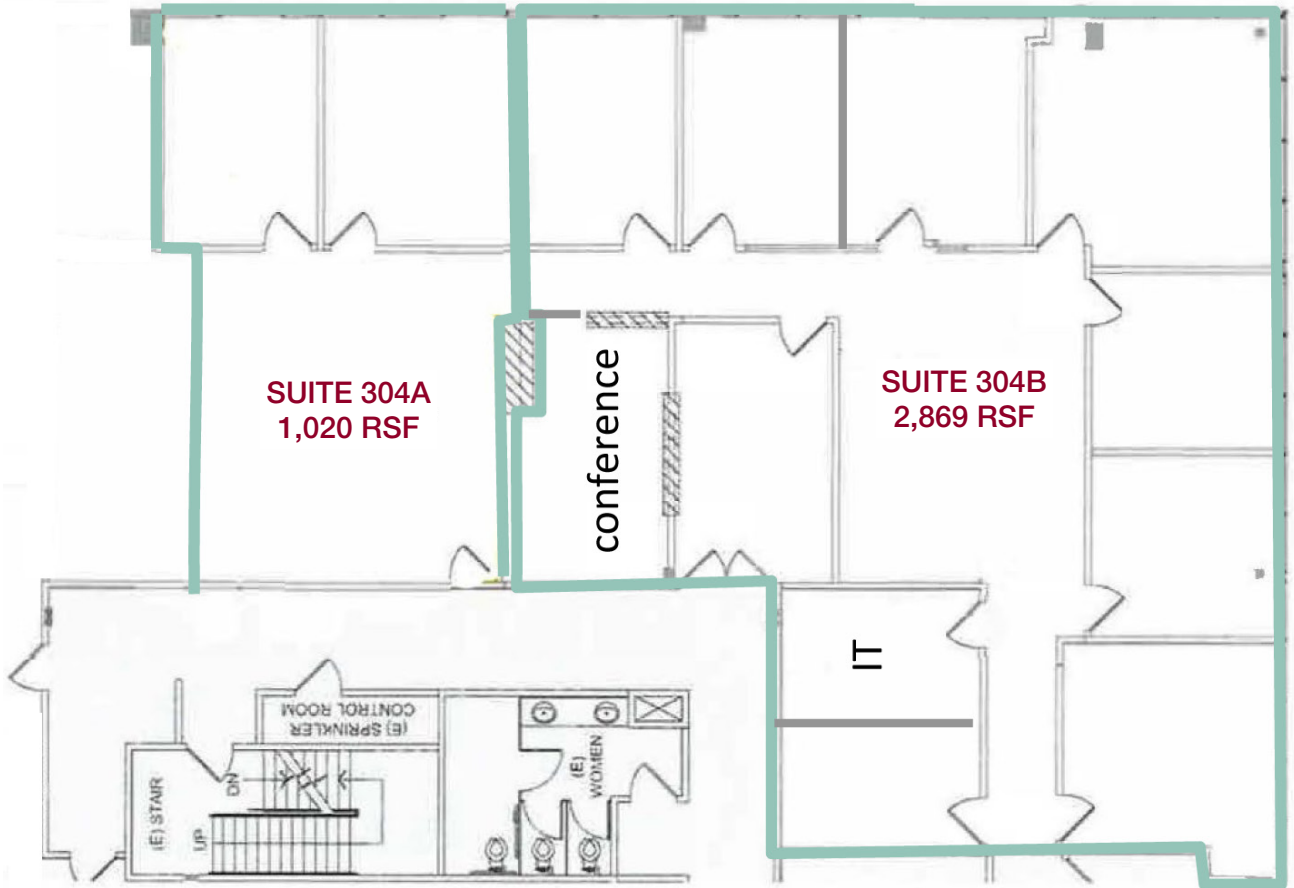 SUITE 304A
1,020 RSF
conference
SUITE 304B
2,869 RSF
IT
(E) SPRINKLER
CONTROL ROOM
(E) STAIR
DN
UP
(E)
WOMEN